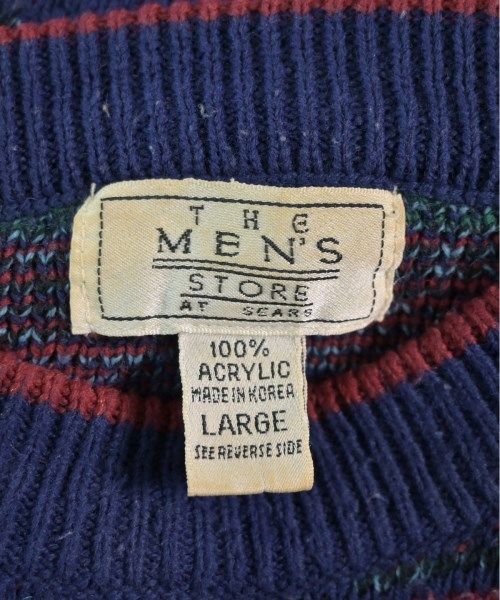 THE
MEN'S
STORE
AT SEARS
100%
ACRYLIC
MADE IN KOREA
LARGE
SEE REVERSE SIDE